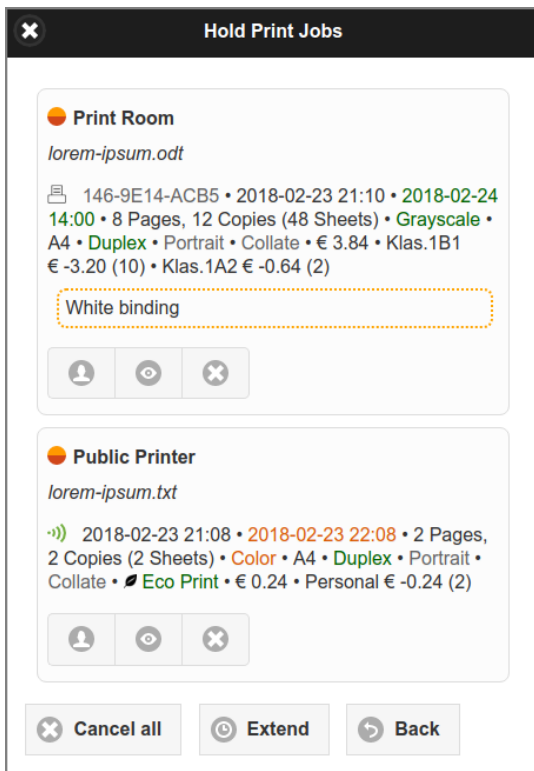 Hold Print Jobs
Print Room
lorem-ipsum.odt
146-9E14-ACB5 • 2018-02-23 21:10 • 2018-02-24
14:00 • 8 Pages, 12 Copies (48 Sheets) • Grayscale •
A4 • Duplex • Portrait • Collate • € 3.84 • Klas.1B1
€ -3.20 (10) • Klas.1A2 € -0.64 (2)
White binding
Public Printer
lorem-ipsum.txt
2018-02-23 21:08 • 2018-02-23 22:08 • 2 Pages,
2 Copies (2 Sheets) • Color • A4 • Duplex • Portrait •
Collate • Eco Print • € 0.24 • Personal € -0.24 (2)
Cancel all Extend Back